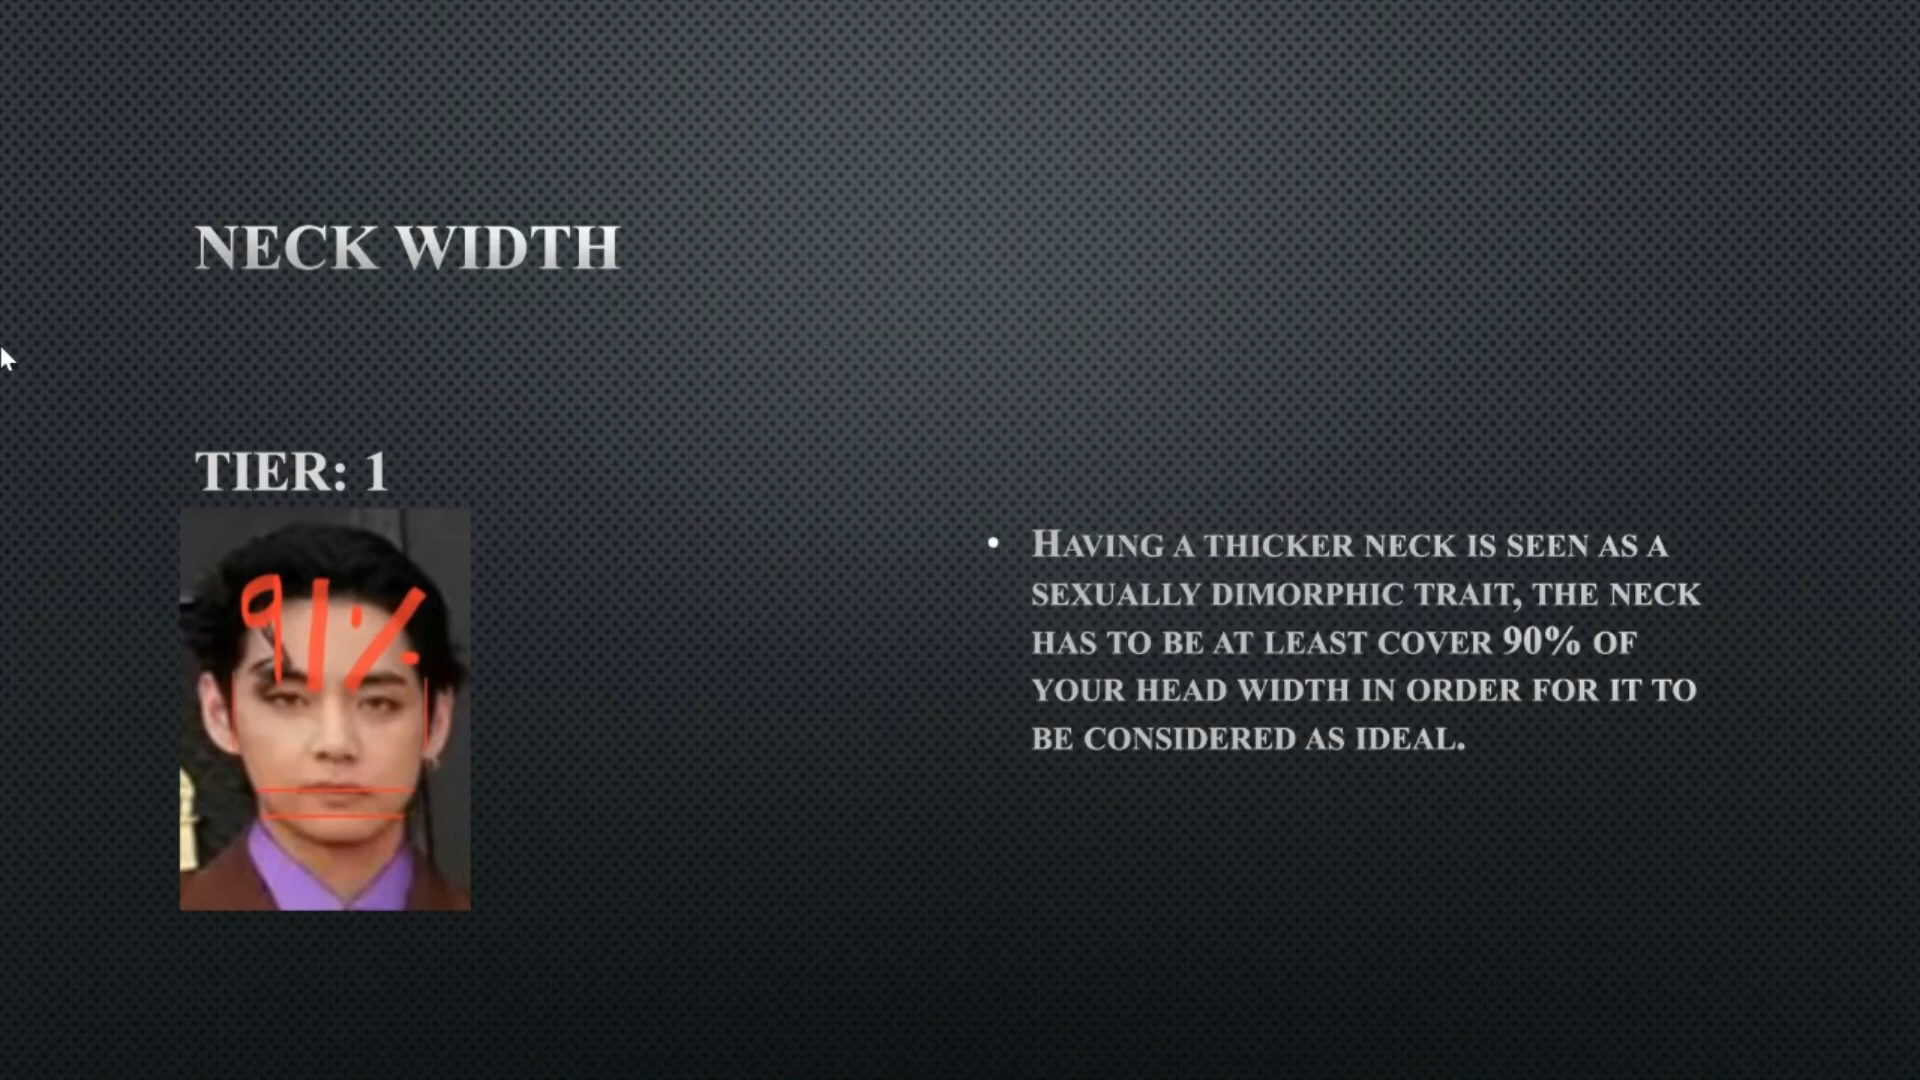 NECK WIDTH
TIER: 1
91%
• HAVING A THICKER NECK IS SEEN AS A
SEXUALLY DIMORPHIC TRAIT, THE NECK
HAS TO BE AT LEAST COVER 90% OF
YOUR HEAD WIDTH IN ORDER FOR IT TO
BE CONSIDERED AS IDEAL.